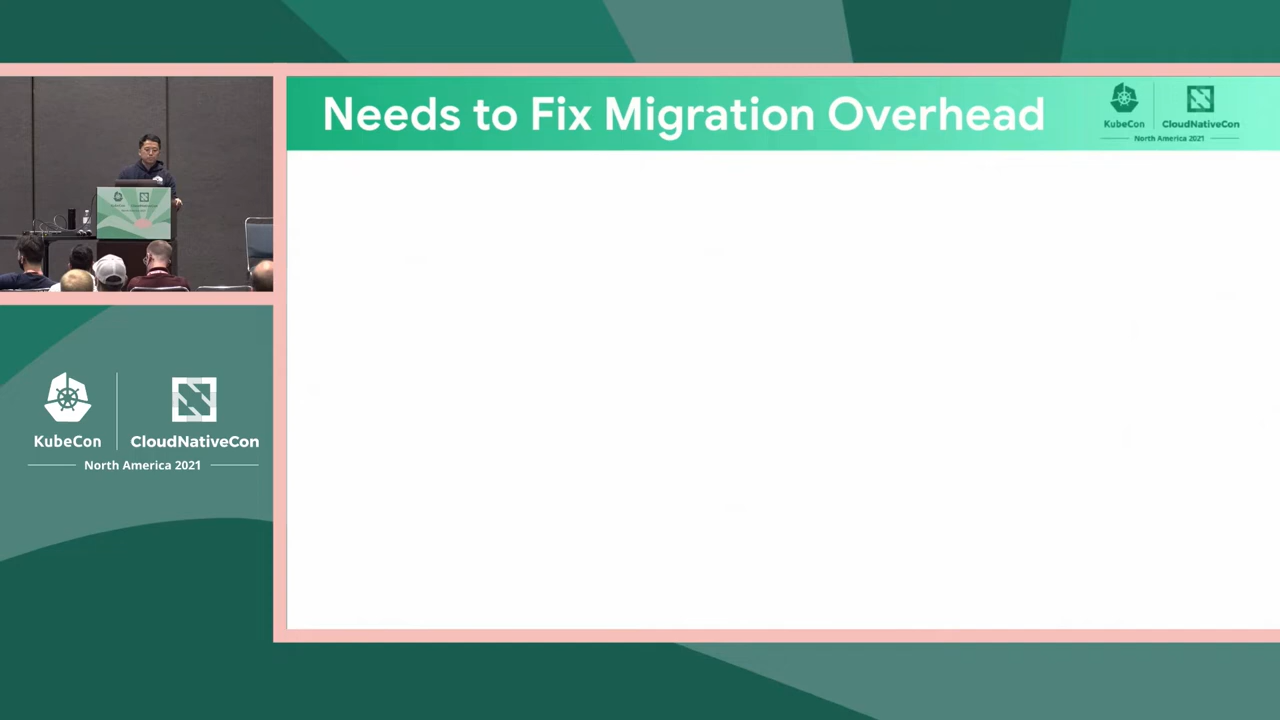 Needs to Fix Migration Overhead
KubeCon
CloudNativeCon
North America 2021
KubeCon
CloudNativeCon
North America 2021